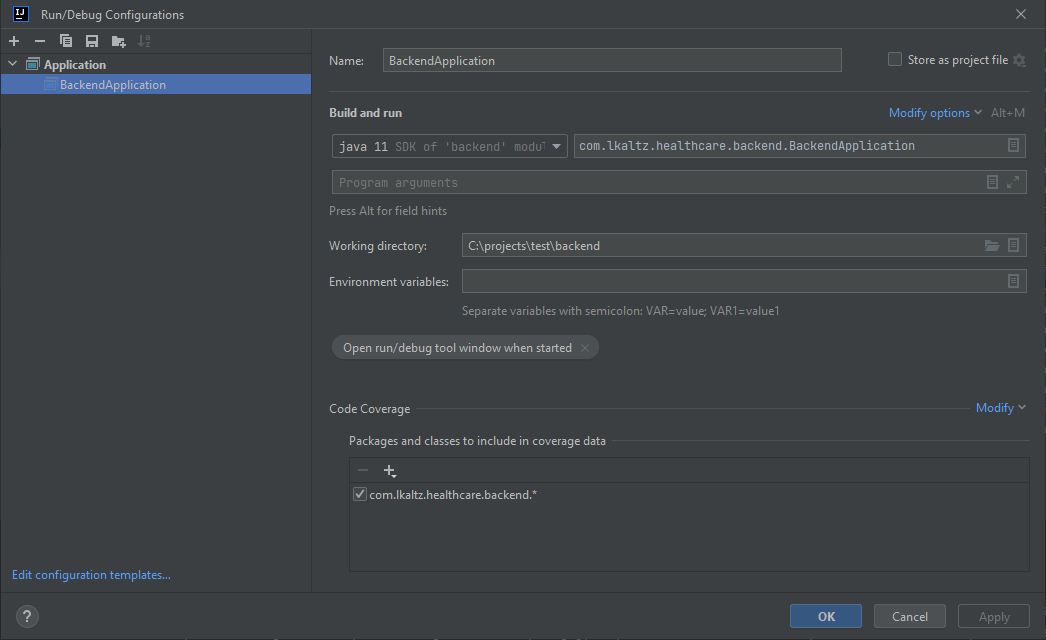 IJ Run/Debug Configurations
Application
BackendApplication
Name: BackendApplication Store as project file
Build and run Modify options Alt+M
java 11 SDK of 'backend' modul com.lkaltz.healthcare.backend.BackendApplication
Program arguments
Press Alt for field hints
Working directory: C:\projects\test\backend
Environment variables:
Separate variables with semicolon: VAR=value; VAR1=value1
Open run/debug tool window when started
Code Coverage Modify
Packages and classes to include in coverage data
com.lkaltz.healthcare.backend.*
Edit configuration templates...
? OK Cancel Apply